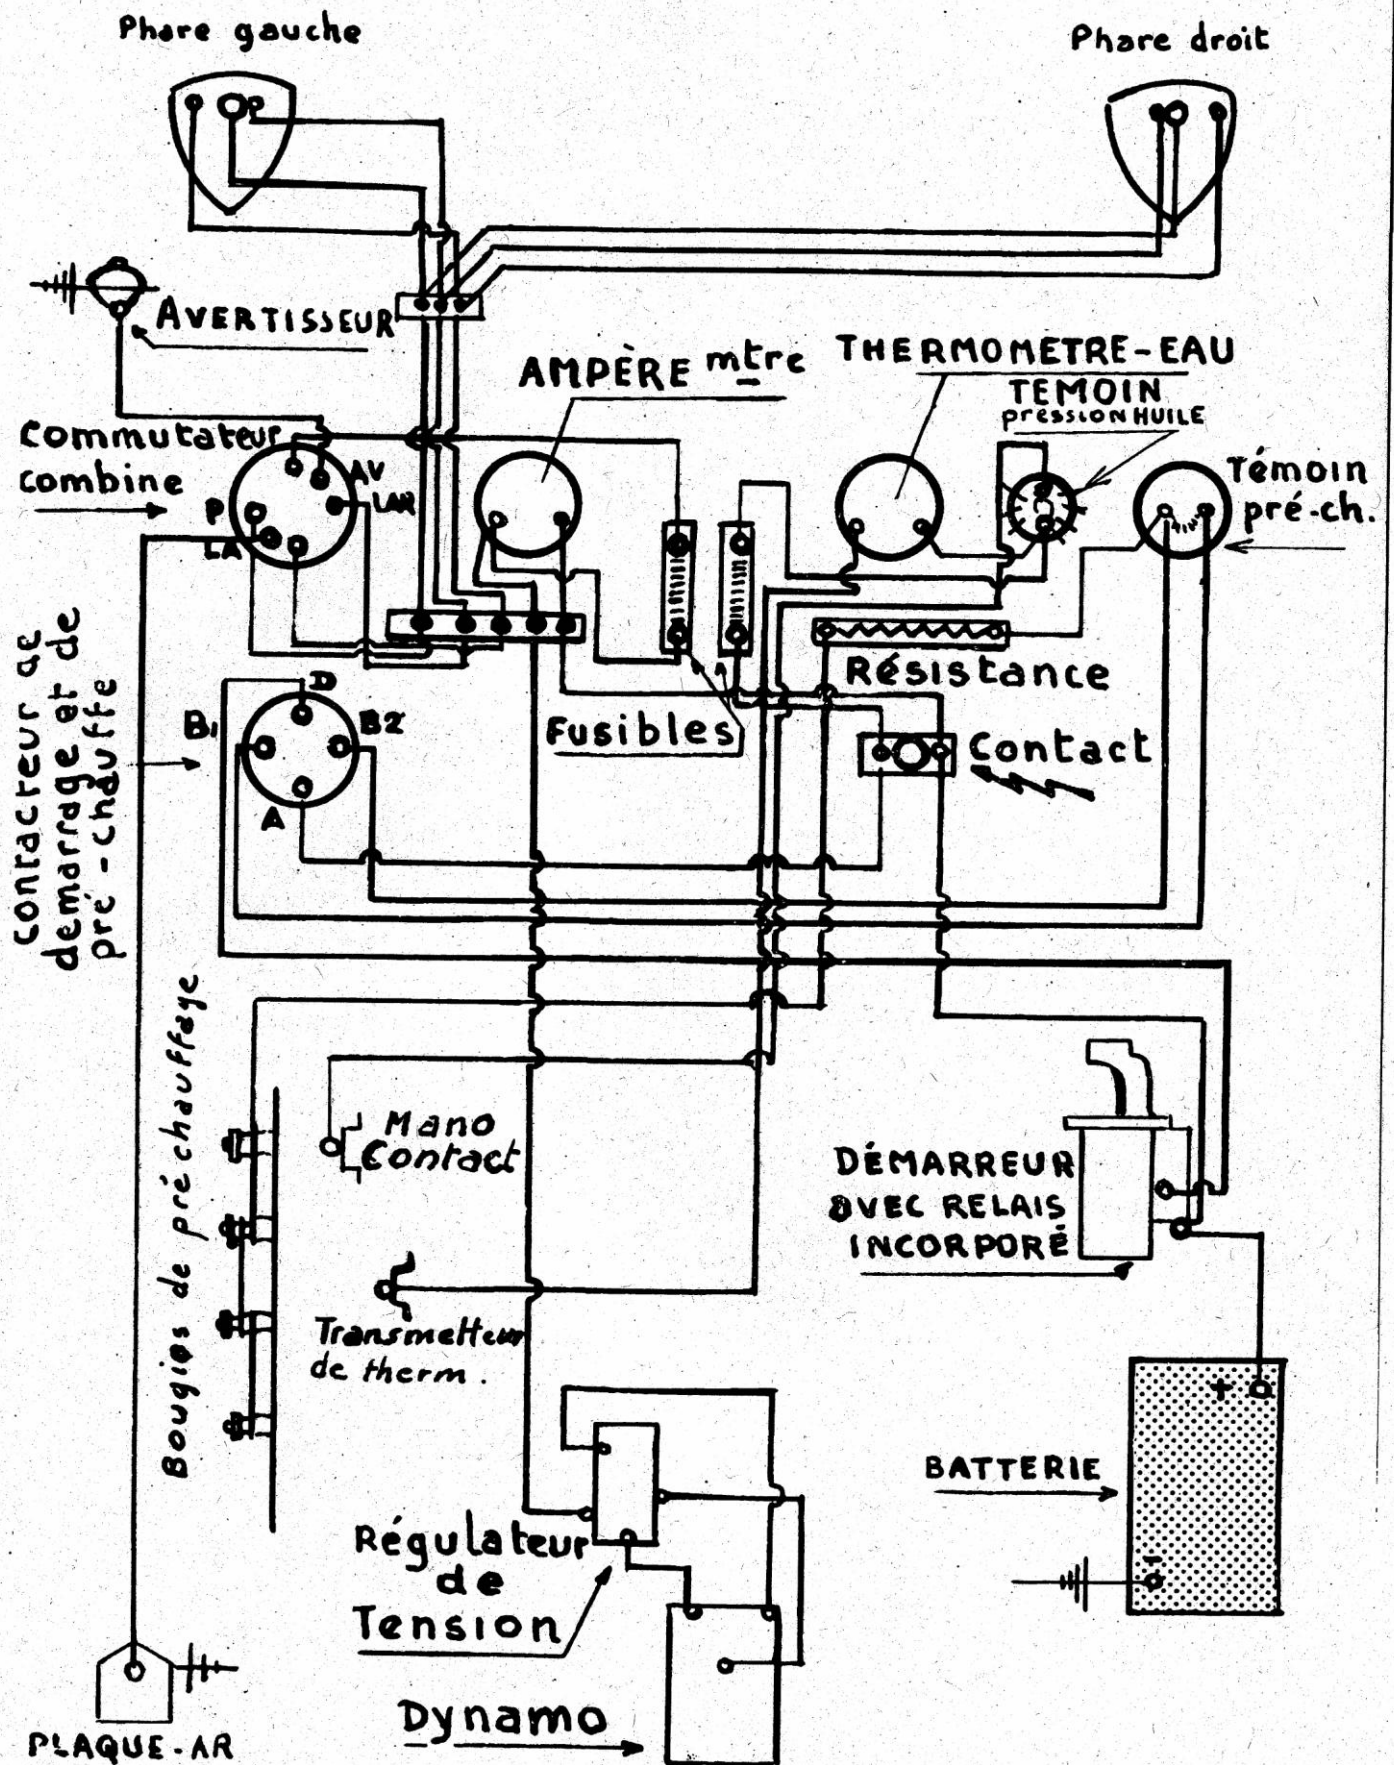 Phare gauche
Phare droit
AVERTISSEUR
AMPÈRE mtre
THERMOMETRE-EAU
TEMOIN
pression HUILE
Commutateur
combine
AV
LAR
P
LA
Témoin
pré-ch.
Résistance
Fusibles
Contact
contacteur de
demarrage et de
pré-chauffe
D
B1
B2
A
Bougies de préchauffage
Mano
Contact
DÉMARREUR
AVEC RELAIS
INCORPORÉ
Transmetteur
de therm.
+
BATTERIE
-
Régulateur
de
Tension
Dynamo
PLAQUE-AR